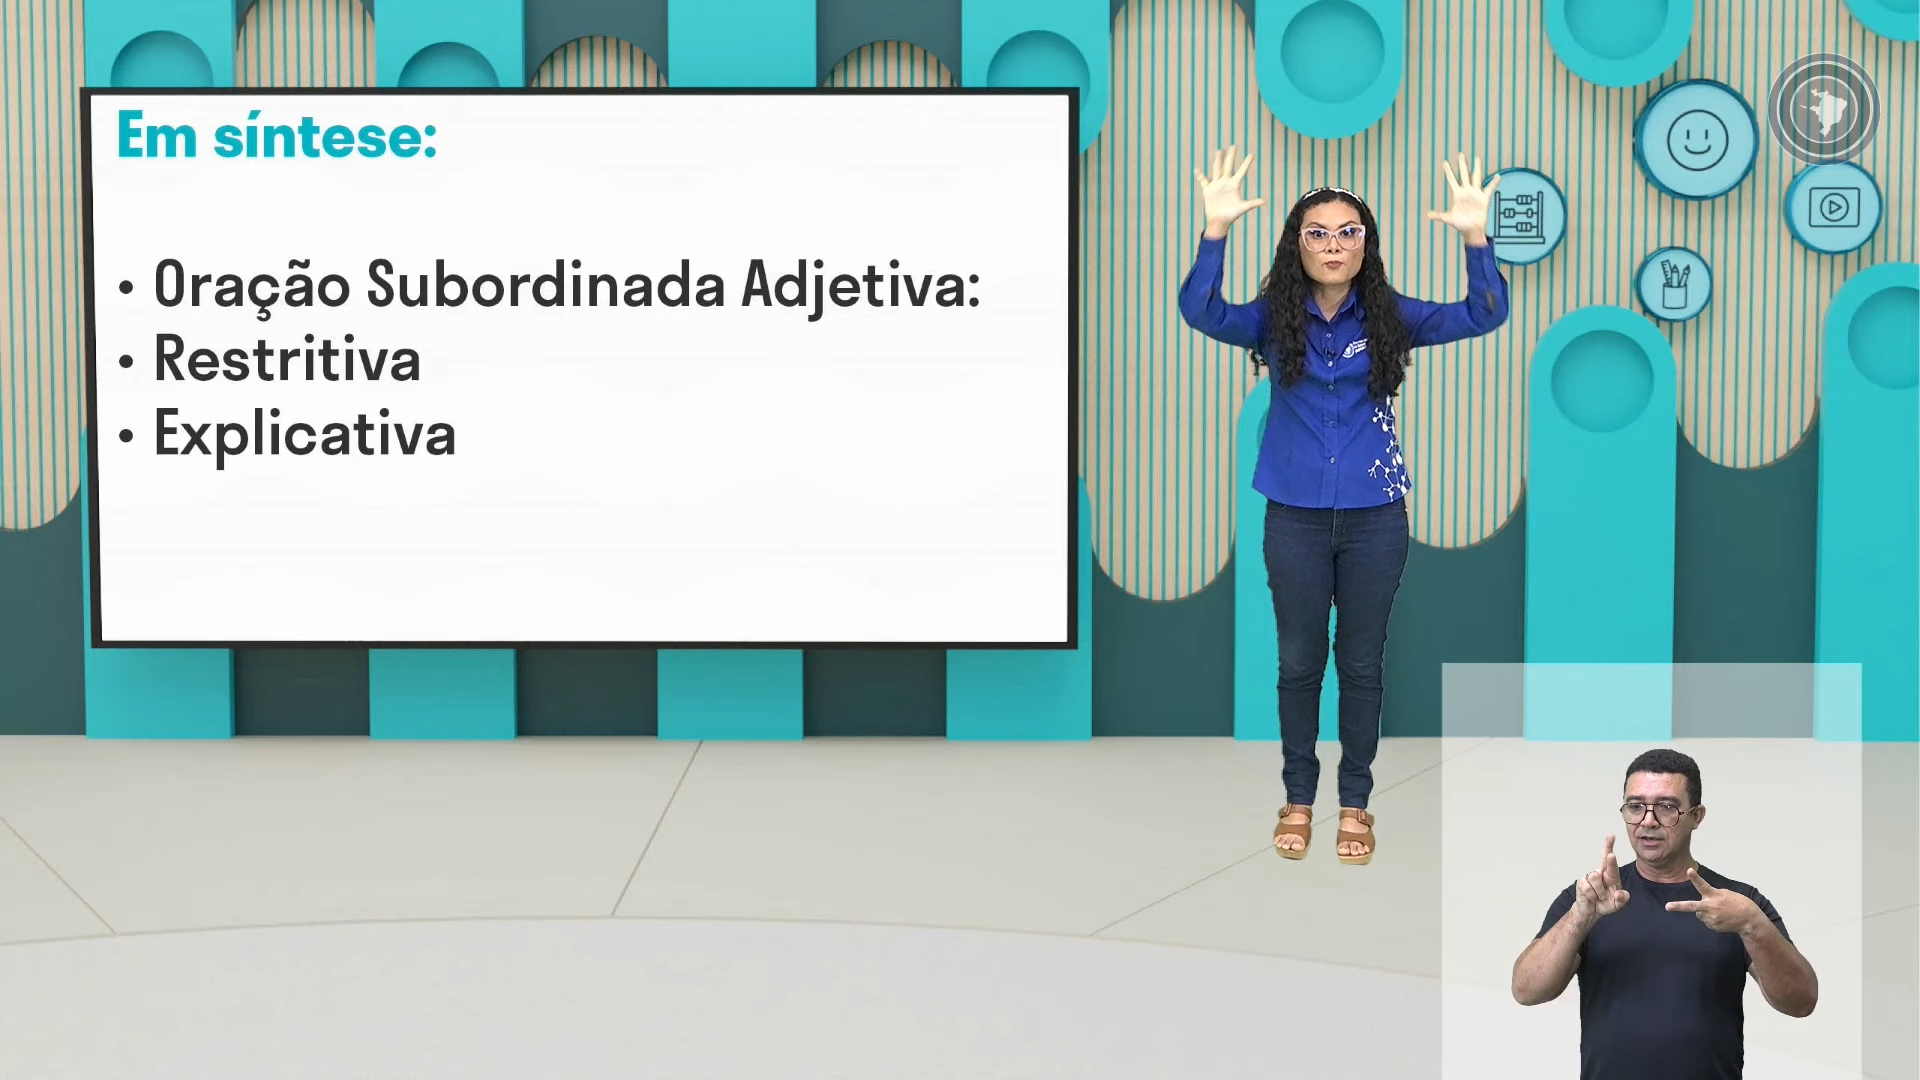 Em síntese:
• Oração Subordinada Adjetiva:
• Restritiva
• Explicativa